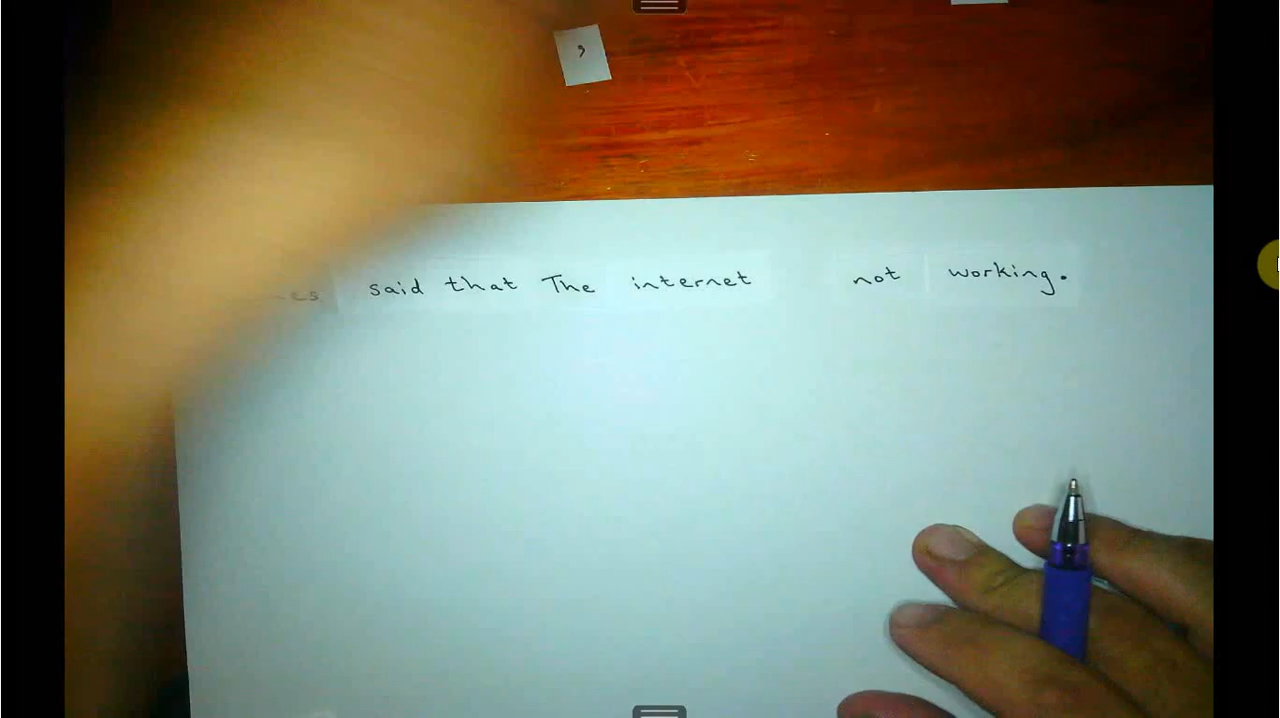 ,
said that The internet not working.